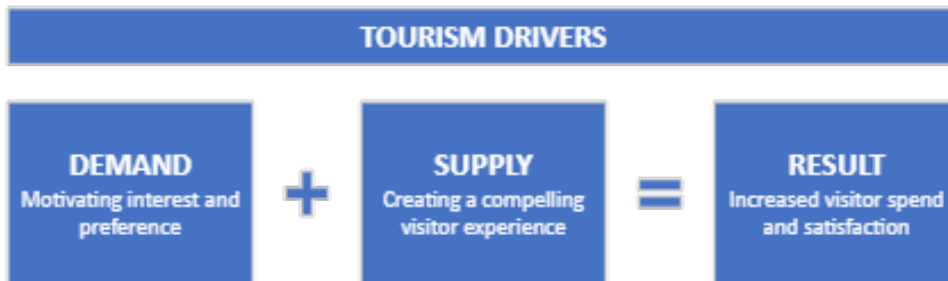 TOURISM DRIVERS
DEMAND
Motivating interest and
preference
+
SUPPLY
Creating a compelling
visitor experience
=
RESULT
Increased visitor spend
and satisfaction